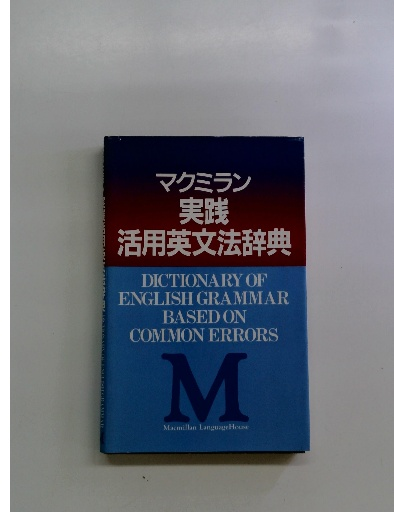 マクミラン
実践
活用英文法辞典
DICTIONARY OF
ENGLISH GRAMMAR
BASED ON
COMMON ERRORS
M
Macmillan LanguageHouse